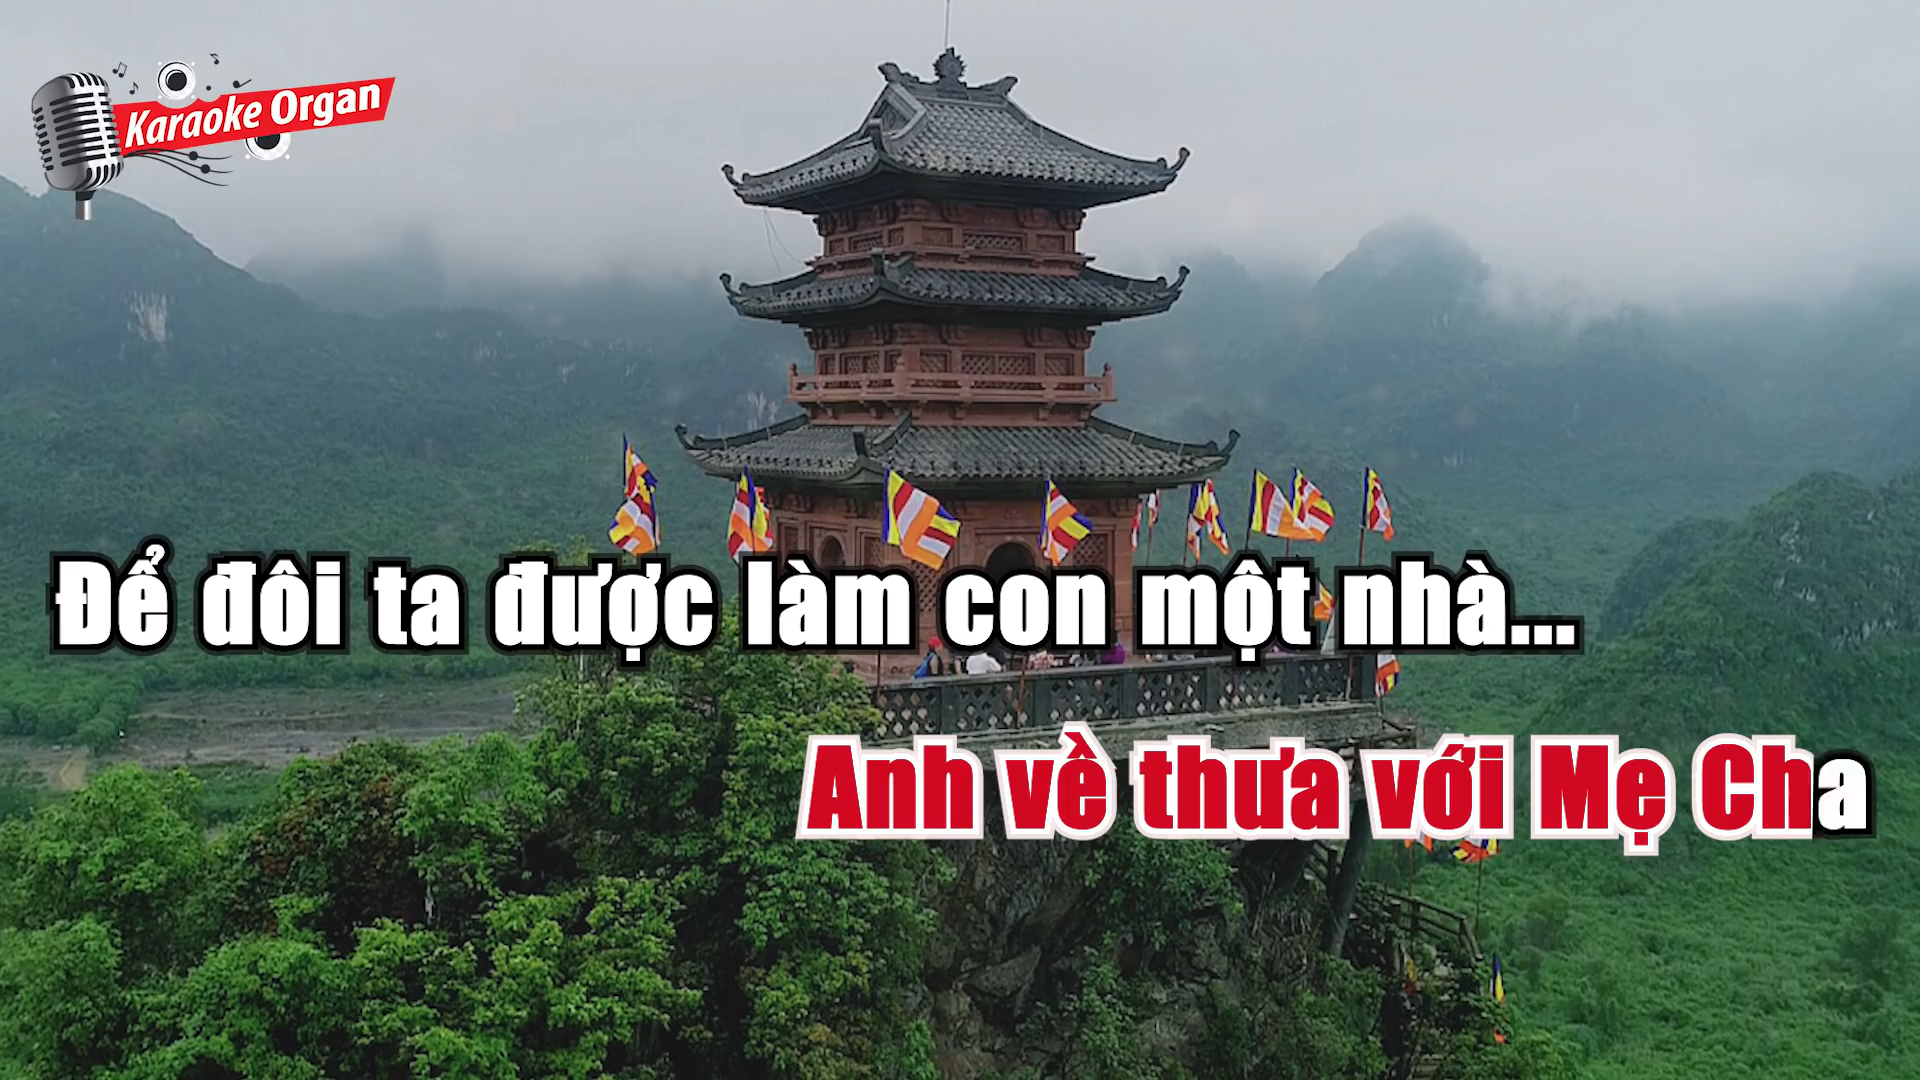 Karaoke Organ
Để đôi ta được làm con một nhà...
Anh về thưa với Mẹ Cha